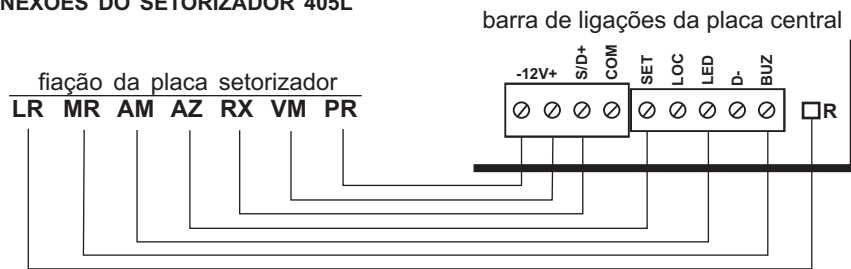 NEXÕES DO SETORIZADOR 405L
barra de ligações da placa central
fiação da placa setorizador
LR MR AM AZ RX VM PR
-12V+ S/D+ COM SET LOC LED D- BUZ
R